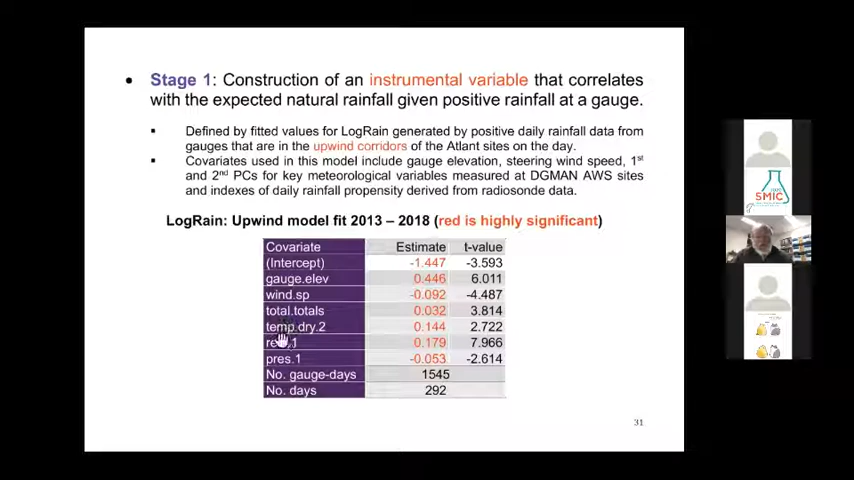 • Stage 1: Construction of an instrumental variable that correlates
with the expected natural rainfall given positive rainfall at a gauge.
▪ Defined by fitted values for LogRain generated by positive daily rainfall data from
gauges that are in the upwind corridors of the Atlant sites on the day.
▪ Covariates used in this model include gauge elevation, steering wind speed, 1st
and 2nd PCs for key meteorological variables measured at DGMAN AWS sites
and indexes of daily rainfall propensity derived from radiosonde data.
LogRain: Upwind model fit 2013 – 2018 (red is highly significant)
Covariate Estimate t-value
(Intercept) -1.447 -3.593
gauge.elev 0.446 6.011
wind.sp -0.092 -4.487
total.totals 0.032 3.814
temp.dry.2 0.144 2.722
0.179 7.966
pres.1 -0.053 -2.614
No. gauge-days 1545
No. days 292
31
SMIC